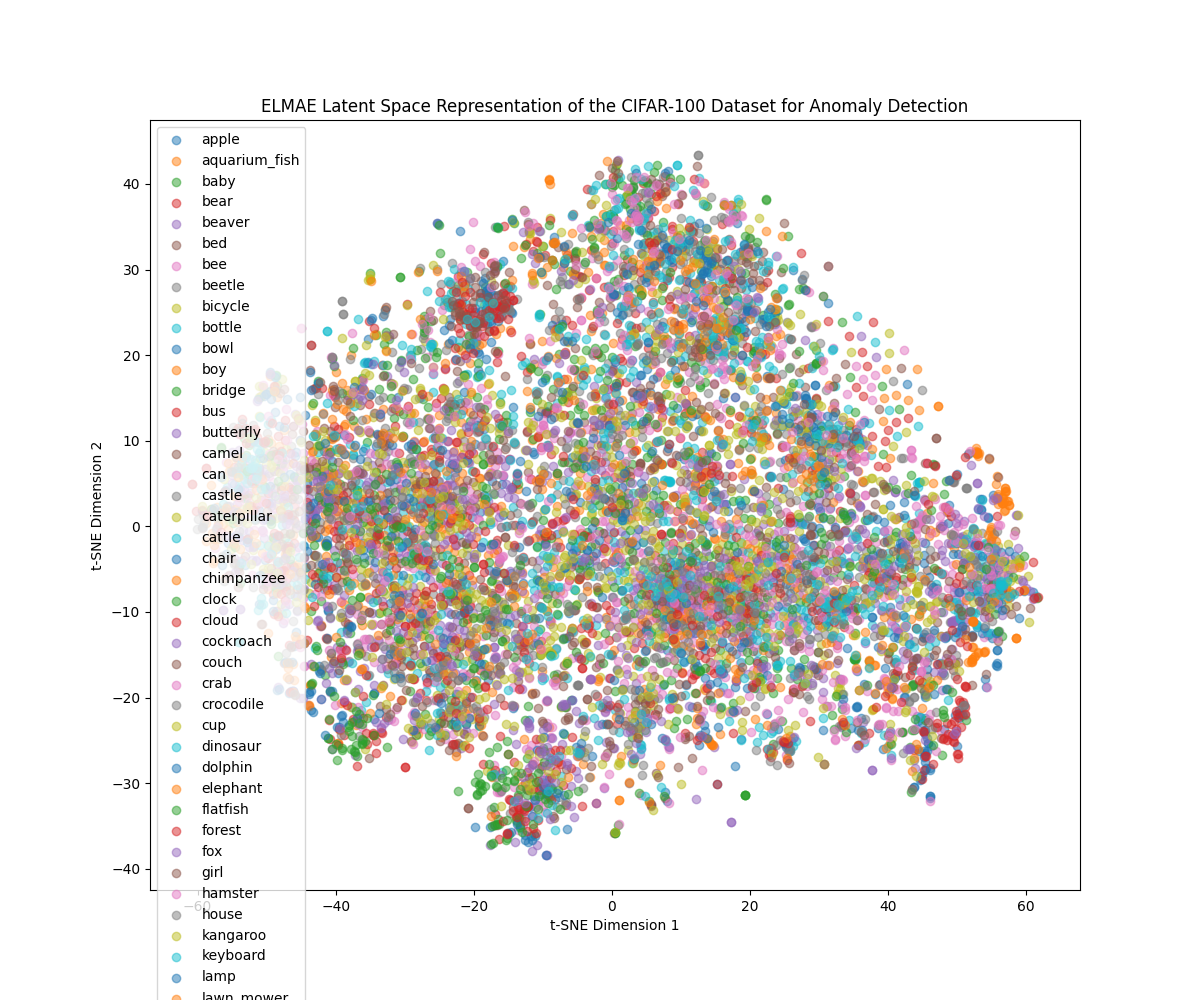 ELMAE Latent Space Representation of the CIFAR-100 Dataset for Anomaly Detection
apple
aquarium_fish
baby
bear
beaver
bed
bee
beetle
bicycle
bottle
bowl
boy
bridge
bus
butterfly
camel
can
castle
caterpillar
cattle
chair
chimpanzee
clock
cloud
cockroach
couch
crab
crocodile
cup
dinosaur
dolphin
elephant
flatfish
forest
fox
girl
hamster
house
kangaroo
keyboard
lamp
lawn_mower
t-SNE Dimension 2
40
30
20
10
0
−10
−20
−30
−40
−60 −40 −20 0 20 40 60
t-SNE Dimension 1